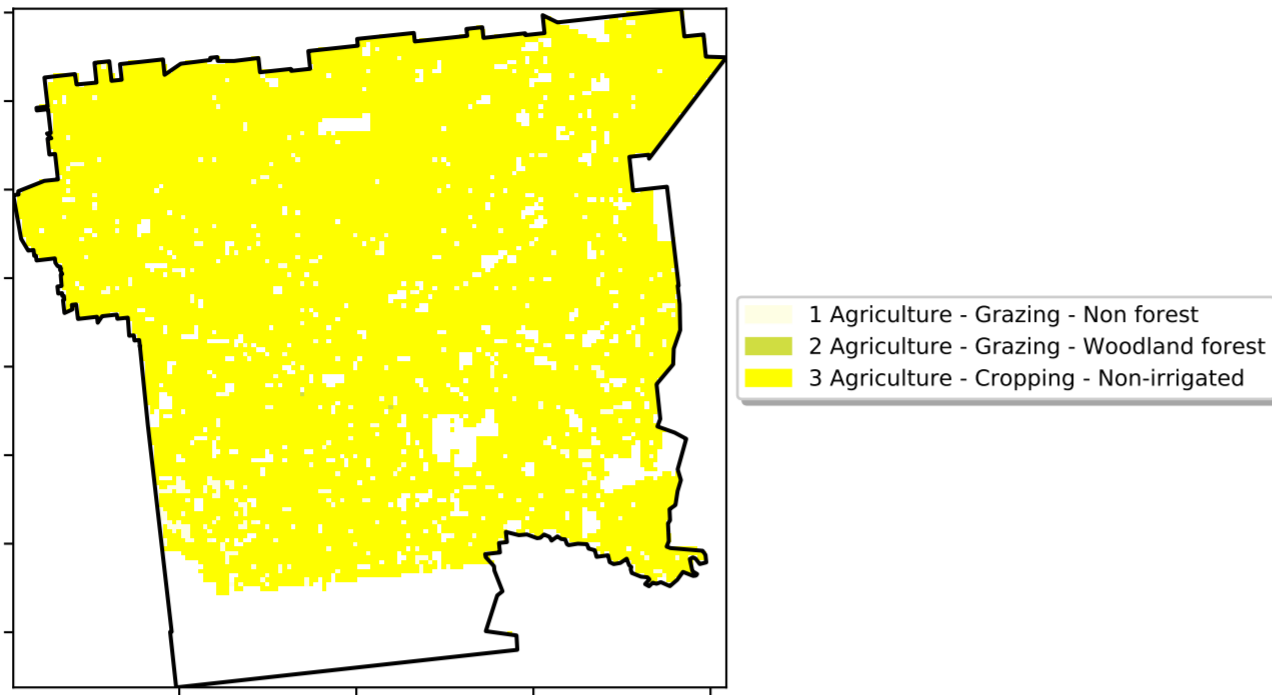 1 Agriculture - Grazing - Non forest
2 Agriculture - Grazing - Woodland forest
3 Agriculture - Cropping - Non-irrigated